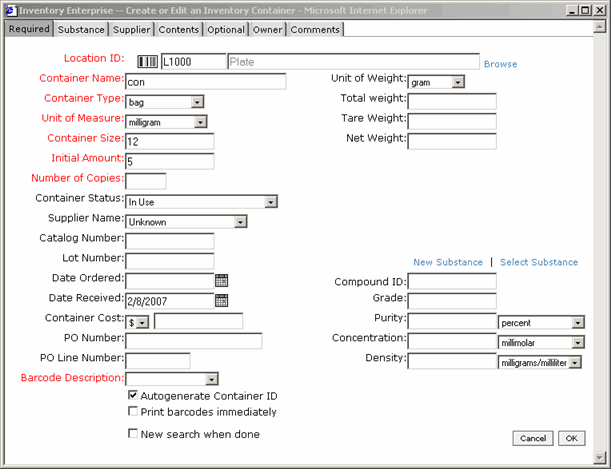 Inventory Enterprise -- Create or Edit an Inventory Container - Microsoft Internet Explorer
Required Substance Supplier Contents Optional Owner Comments
Location ID: L1000 Plate Browse
Container Name: con Unit of Weight: gram
Container Type: bag Total weight:
Unit of Measure: milligram Tare Weight:
Container Size: 12 Net Weight:
Initial Amount: 5
Number of Copies:
Container Status: In Use
Supplier Name: Unknown
Catalog Number:
Lot Number: New Substance | Select Substance
Date Ordered: Compound ID:
Date Received: 2/8/2007 Grade:
Container Cost: $ Purity: percent
PO Number: Concentration: millimolar
PO Line Number: Density: milligrams/milliliter
Barcode Description:
Autogenerate Container ID
Print barcodes immediately
New search when done Cancel OK